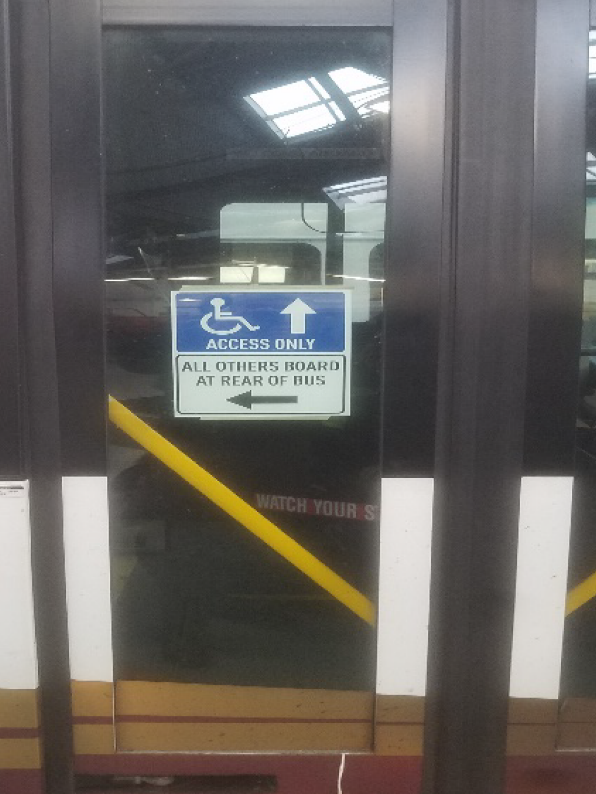 ACCESS ONLY
ALL OTHERS BOARD
AT REAR OF BUS
WATCH YOUR